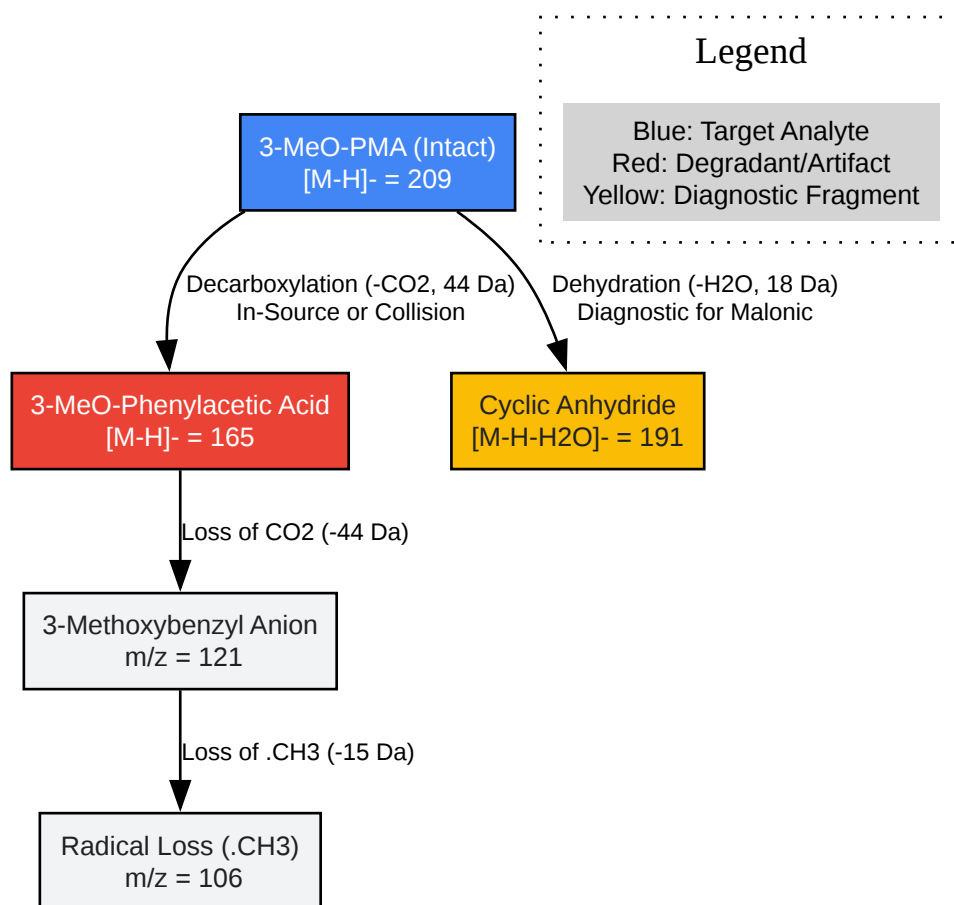 Legend
Blue: Target Analyte
Red: Degradant/Artifact
Yellow: Diagnostic Fragment
3-MeO-PMA (Intact)
[M-H]- = 209
Decarboxylation (-CO2, 44 Da)
In-Source or Collision
Dehydration (-H2O, 18 Da)
Diagnostic for Malonic
3-MeO-Phenylacetic Acid
[M-H]- = 165
Cyclic Anhydride
[M-H-H2O]- = 191
Loss of CO2 (-44 Da)
3-Methoxybenzyl Anion
m/z = 121
Loss of .CH3 (-15 Da)
Radical Loss (.CH3)
m/z = 106